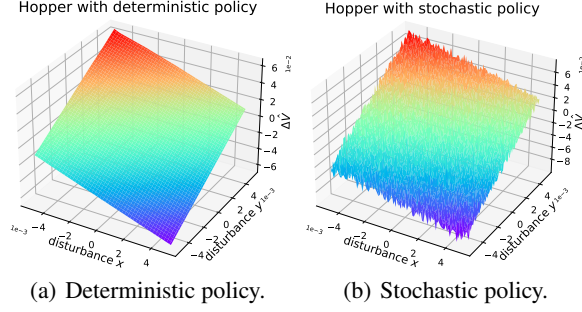 Hopper with deterministic policy
Hopper with stochastic policy
1e−2
6
4
2
0
−2
−4
−6
ΔV̂
1e−3
−4
−2
0
2
4
disturbance x
−4
−2
0
2
4
1e−3
disturbance y
1e−2
6
4
2
0
−2
−4
−6
−8
ΔV̂
1e−3
−4
−2
0
2
4
disturbance x
−4
−2
0
2
4
1e−3
disturbance y
(a) Deterministic policy.
(b) Stochastic policy.